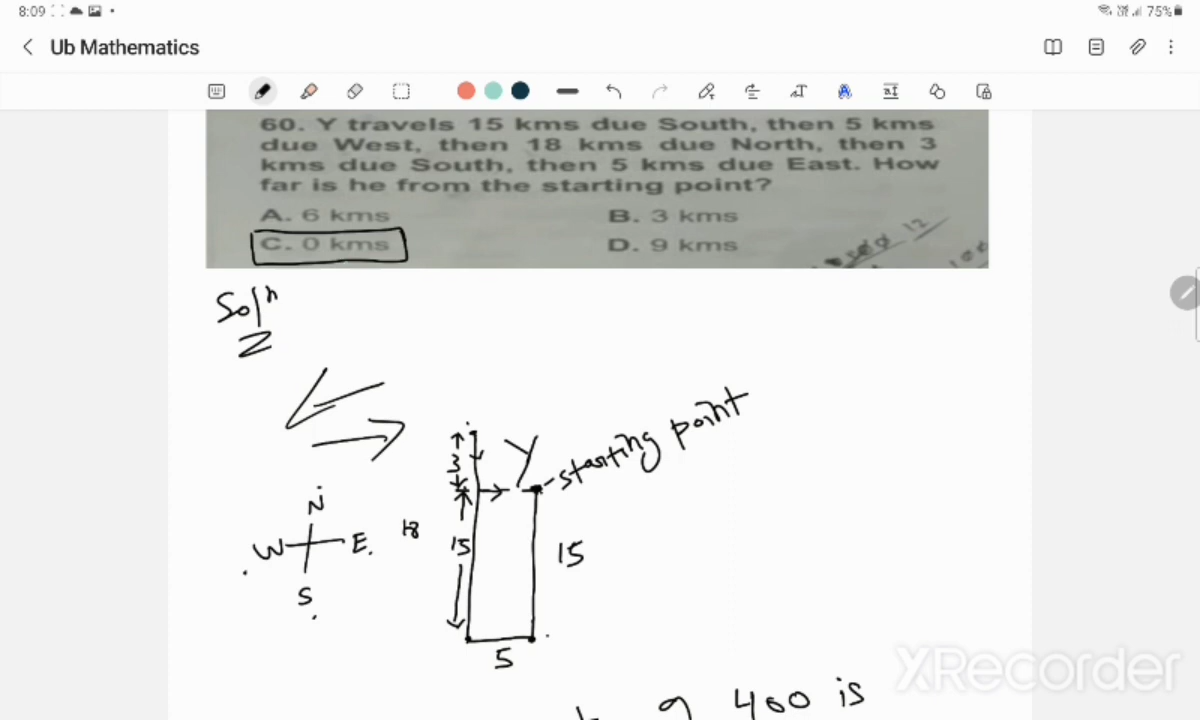 8:09
75%
Ub Mathematics
60. Y travels 15 kms due South, then 5 kms
due West, then 18 kms due North, then 3
kms due South, then 5 kms due East. How
far is he from the starting point?
A. 6 kms
B. 3 kms
C. 0 kms
D. 9 kms
12
100
Solⁿ
Y
starting point
3
N
W
E.
S
18
15
15
5
XRecorder
9 400 is